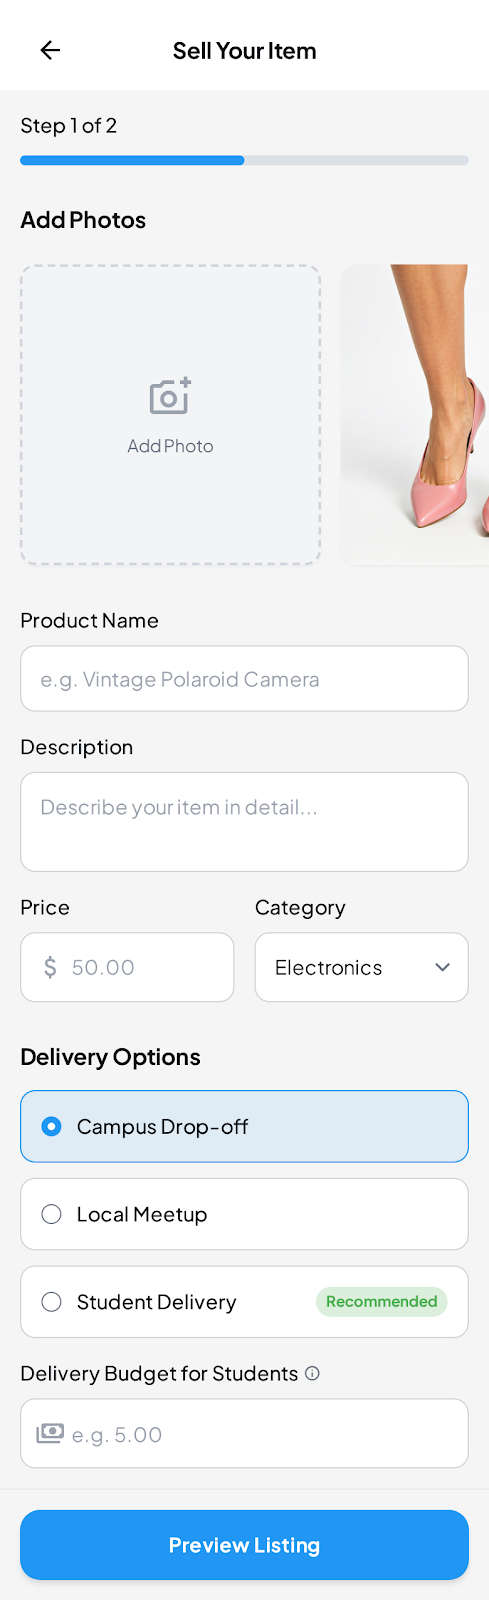 Sell Your Item
Step 1 of 2
Add Photos
Add Photo
Product Name
e.g. Vintage Polaroid Camera
Description
Describe your item in detail...
Price
Category
$ 50.00
Electronics
Delivery Options
Campus Drop-off
Local Meetup
Student Delivery
Recommended
Delivery Budget for Students
e.g. 5.00
Preview Listing